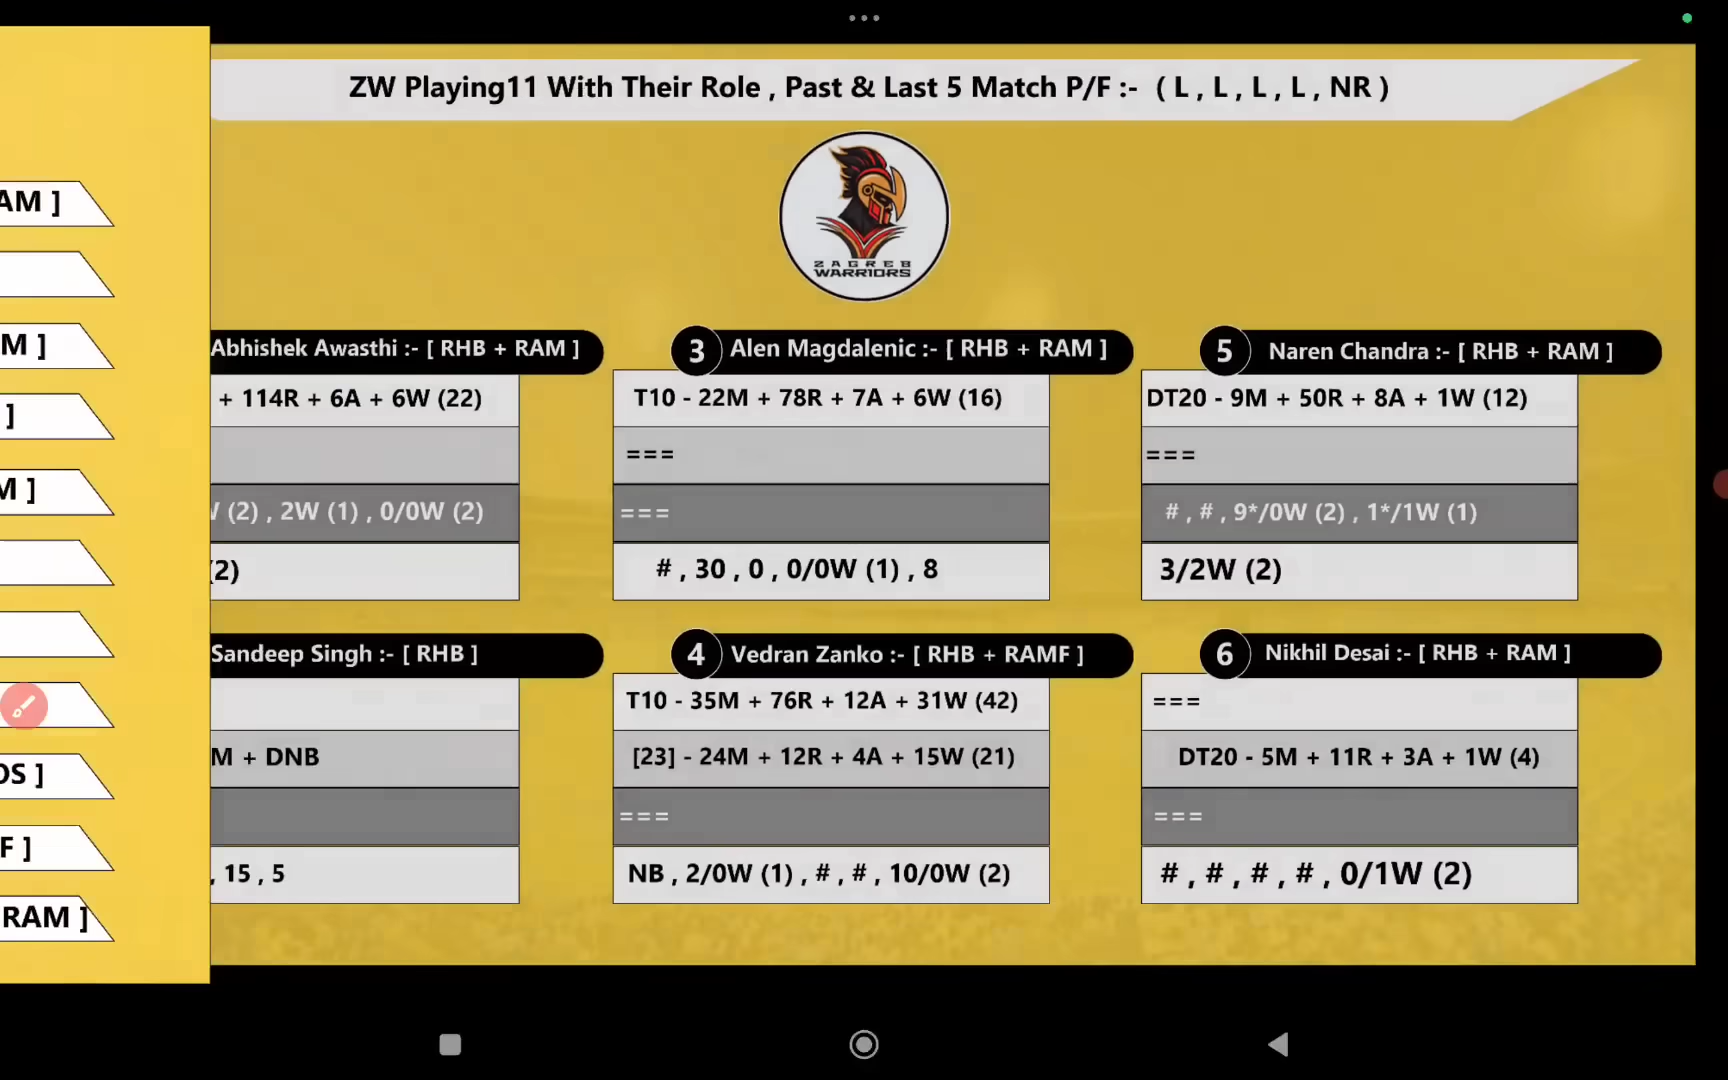 ZW Playing11 With Their Role , Past & Last 5 Match P/F :- ( L , L , L , L , NR )
ZAGREB
WARRIORS
AM ]
M ]
]
M ]
OS ]
F ]
RAM ]
Abhishek Awasthi :- [ RHB + RAM ]
+ 114R + 6A + 6W (22)
(2) , 2W (1) , 0/0W (2)
(2)
3 Alen Magdalenic :- [ RHB + RAM ]
T10 - 22M + 78R + 7A + 6W (16)
===
===
# , 30 , 0 , 0/0W (1) , 8
5 Naren Chandra :- [ RHB + RAM ]
DT20 - 9M + 50R + 8A + 1W (12)
===
# , # , 9*/0W (2) , 1*/1W (1)
3/2W (2)
Sandeep Singh :- [ RHB ]
M + DNB
, 15 , 5
4 Vedran Zanko :- [ RHB + RAMF ]
T10 - 35M + 76R + 12A + 31W (42)
[23] - 24M + 12R + 4A + 15W (21)
===
NB , 2/0W (1) , # , # , 10/0W (2)
6 Nikhil Desai :- [ RHB + RAM ]
===
DT20 - 5M + 11R + 3A + 1W (4)
===
# , # , # , # , 0/1W (2)